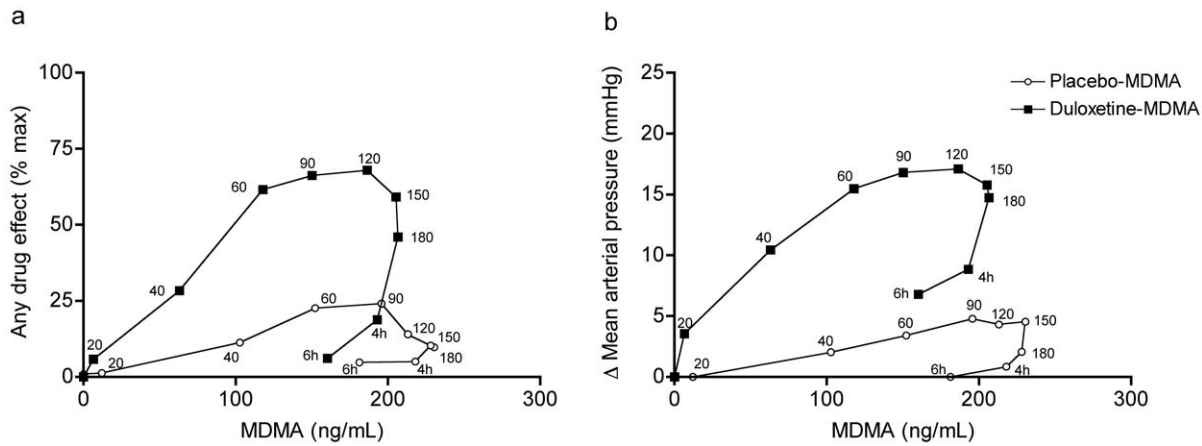 a
Any drug effect (% max)
100
75
50
25
0
0
100
200
300
MDMA (ng/mL)
20
40
60
90
120
150
180
4h
6h
20
40
60
90
120
150
180
4h
6h
b
Δ Mean arterial pressure (mmHg)
25
20
15
10
5
0
0
100
200
300
MDMA (ng/mL)
20
40
60
90
120
150
180
4h
6h
20
40
60
90
120
150
180
4h
6h
Placebo-MDMA
Duloxetine-MDMA